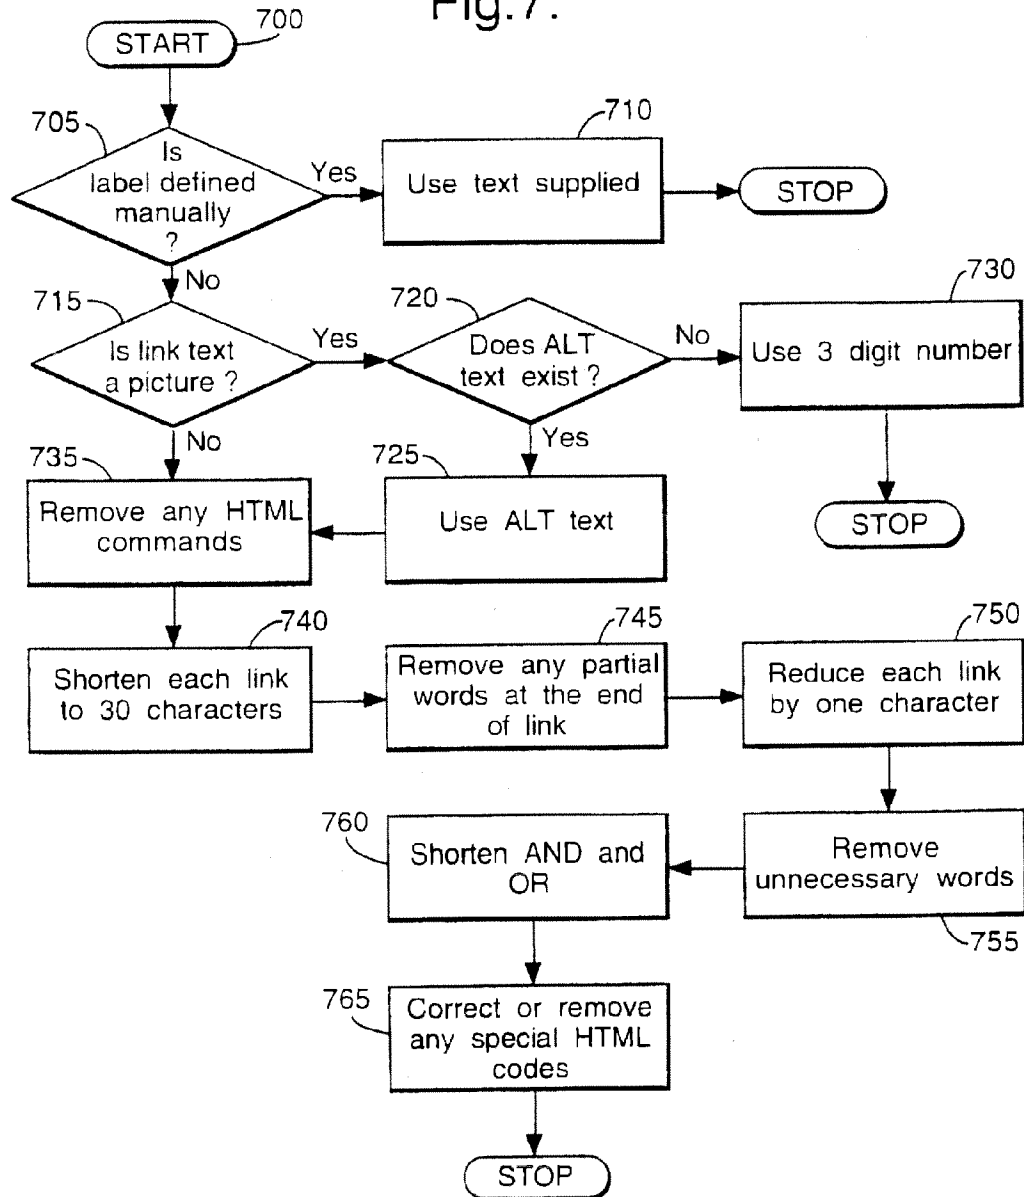 Fig.7.
700
START
705
Is
label defined
manually
?
Yes
710
Use text supplied
STOP
No
715
Is link text
a picture ?
Yes
720
Does ALT
text exist ?
No
730
Use 3 digit number
STOP
No
Yes
735
Remove any HTML
commands
725
Use ALT text
740
Shorten each link
to 30 characters
745
Remove any partial
words at the end
of link
750
Reduce each link
by one character
760
Shorten AND and
OR
Remove
unnecessary words
755
765
Correct or remove
any special HTML
codes
STOP